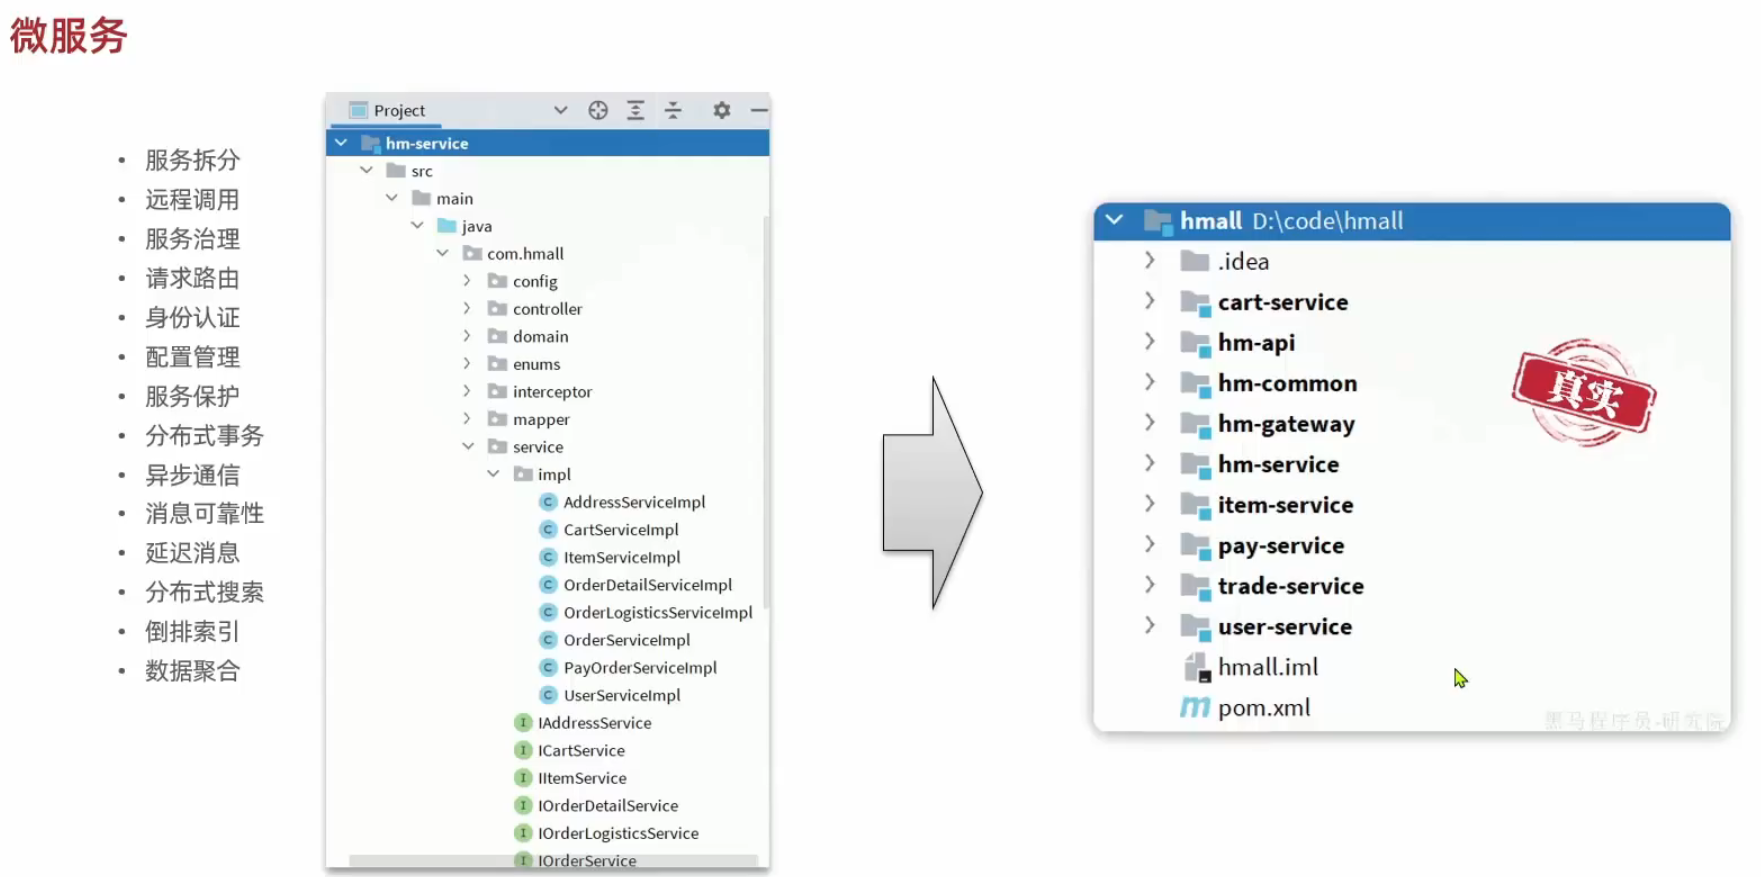 微服务
• 服务拆分
• 远程调用
• 服务治理
• 请求路由
• 身份认证
• 配置管理
• 服务保护
• 分布式事务
• 异步通信
• 消息可靠性
• 延迟消息
• 分布式搜索
• 倒排索引
• 数据聚合
Project
hm-service
src
main
java
com.hmall
config
controller
domain
enums
interceptor
mapper
service
impl
C AddressServiceImpl
C CartServiceImpl
C ItemServiceImpl
C OrderDetailServiceImpl
C OrderLogisticsServiceImpl
C OrderServiceImpl
C PayOrderServiceImpl
C UserServiceImpl
I IAddressService
I ICartService
I IItemService
I IOrderDetailService
I IOrderLogisticsService
I IOrderService
hmall D:\code\hmall
.idea
cart-service
hm-api
hm-common
hm-gateway
hm-service
item-service
pay-service
trade-service
user-service
hmall.iml
m pom.xml
真实
黑马程序员-研究院